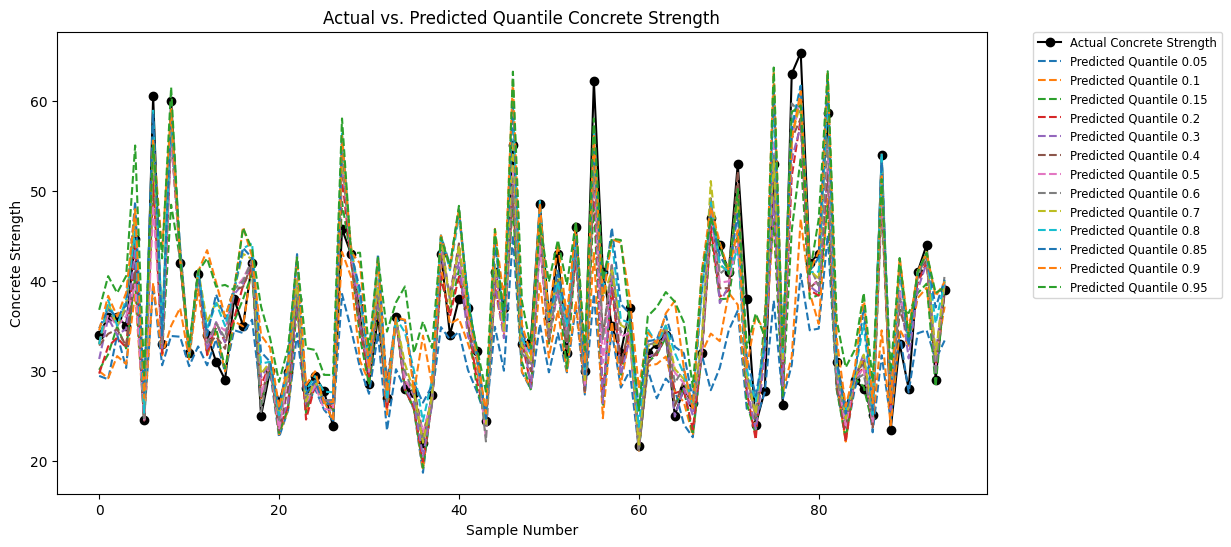 Actual vs. Predicted Quantile Concrete Strength
Concrete Strength
60
50
40
30
20
0
20
40
60
80
Sample Number
Actual Concrete Strength
Predicted Quantile 0.05
Predicted Quantile 0.1
Predicted Quantile 0.15
Predicted Quantile 0.2
Predicted Quantile 0.3
Predicted Quantile 0.4
Predicted Quantile 0.5
Predicted Quantile 0.6
Predicted Quantile 0.7
Predicted Quantile 0.8
Predicted Quantile 0.85
Predicted Quantile 0.9
Predicted Quantile 0.95